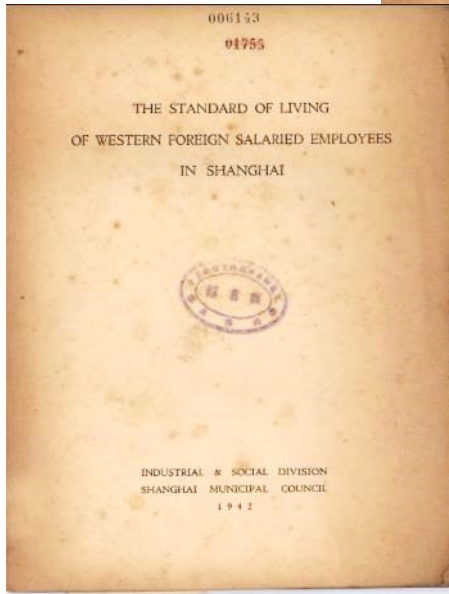 006143
01755
THE STANDARD OF LIVING
OF WESTERN FOREIGN SALARIED EMPLOYEES
IN SHANGHAI
INDUSTRIAL & SOCIAL DIVISION
SHANGHAI MUNICIPAL COUNCIL
1942